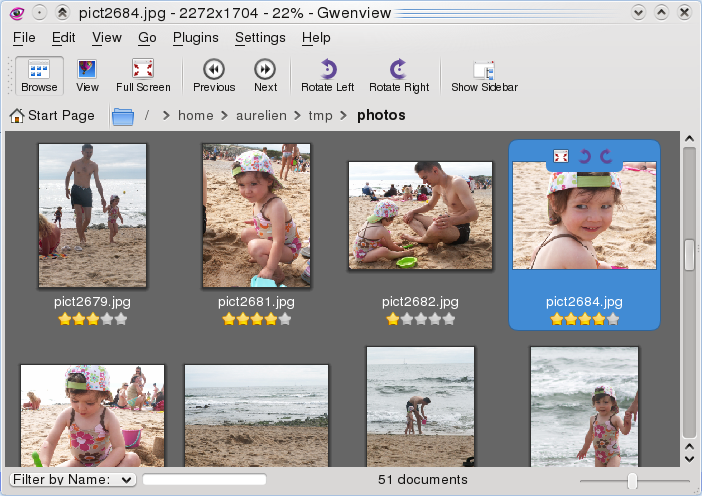 pict2684.jpg - 2272x1704 - 22% - Gwenview
File Edit View Go Plugins Settings Help
Browse View Full Screen Previous Next Rotate Left Rotate Right Show Sidebar
Start Page / > home > aurelien > tmp > photos
pict2679.jpg pict2681.jpg pict2682.jpg pict2684.jpg
Filter by Name: 51 documents